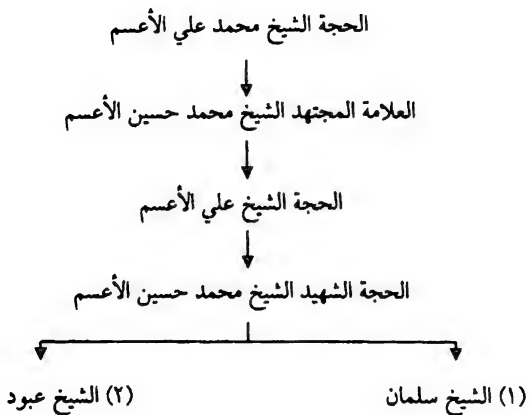 الحجة الشيخ محمد علي الأعسم
العلامة المجتهد الشيخ محمد حسين الأعسم
الحجة الشيخ علي الأعسم
الحجة الشهيد الشيخ محمد حسين الأعسم
(١) الشيخ سلمان
(٢) الشيخ عبود